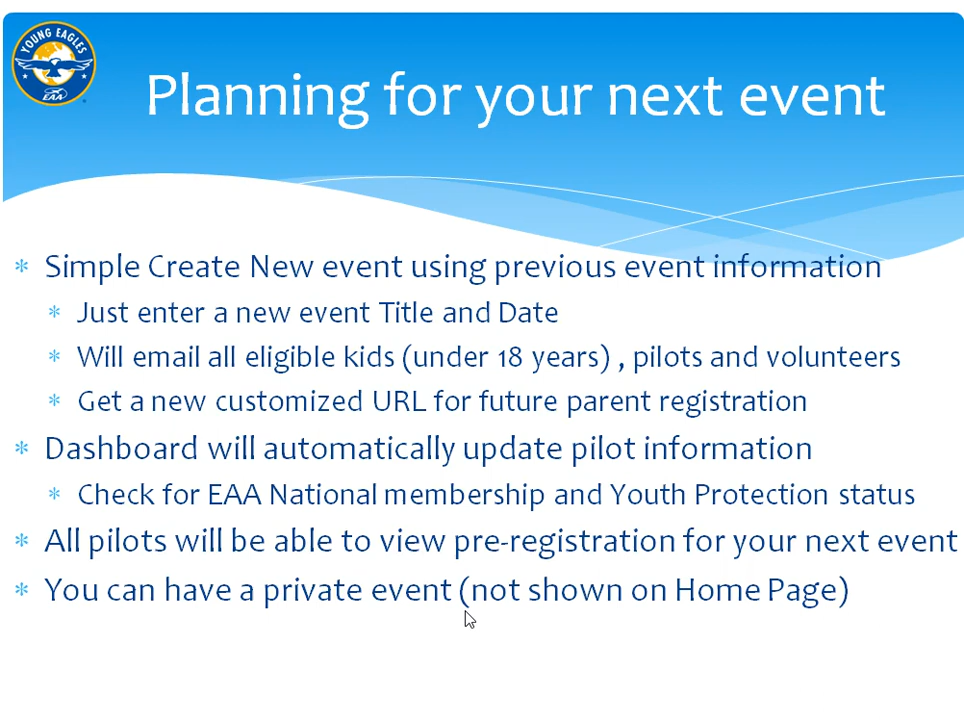 YOUNG EAGLES
EAA
Planning for your next event
* Simple Create New event using previous event information
* Just enter a new event Title and Date
* Will email all eligible kids (under 18 years) , pilots and volunteers
* Get a new customized URL for future parent registration
* Dashboard will automatically update pilot information
* Check for EAA National membership and Youth Protection status
* All pilots will be able to view pre-registration for your next event
* You can have a private event (not shown on Home Page)